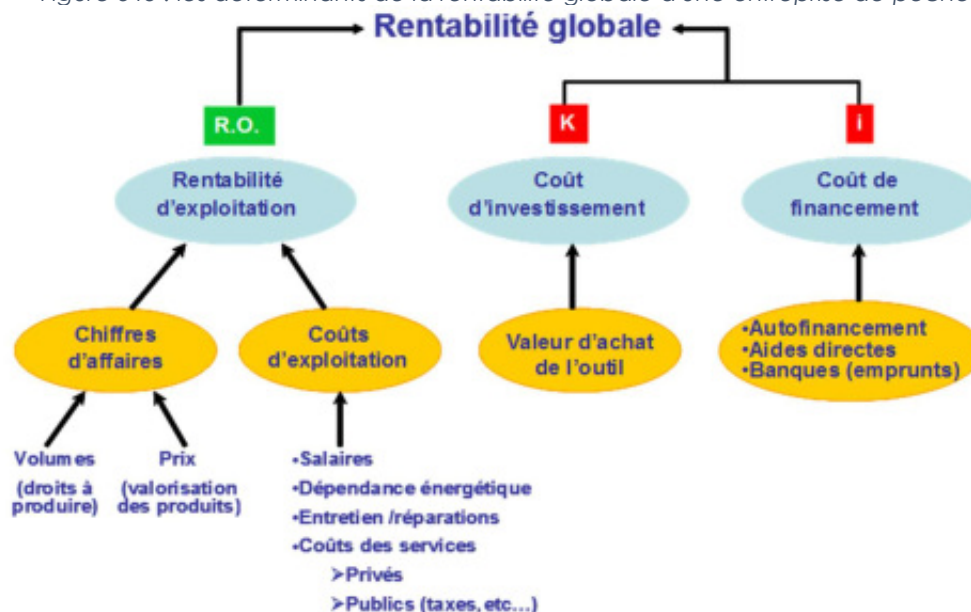 Rentabilité globale
R.O.
K
i
Rentabilité
d'exploitation
Coût
d'investissement
Coût de
financement
Chiffres
d'affaires
Coûts
d'exploitation
Valeur d'achat
de l'outil
•Autofinancement
•Aides directes
•Banques (emprunts)
Volumes
(droits à
produire)
Prix
(valorisation
des produits)
•Salaires
•Dépendance énergétique
•Entretien /réparations
•Coûts des services
➢Privés
➢Publics (taxes, etc...)